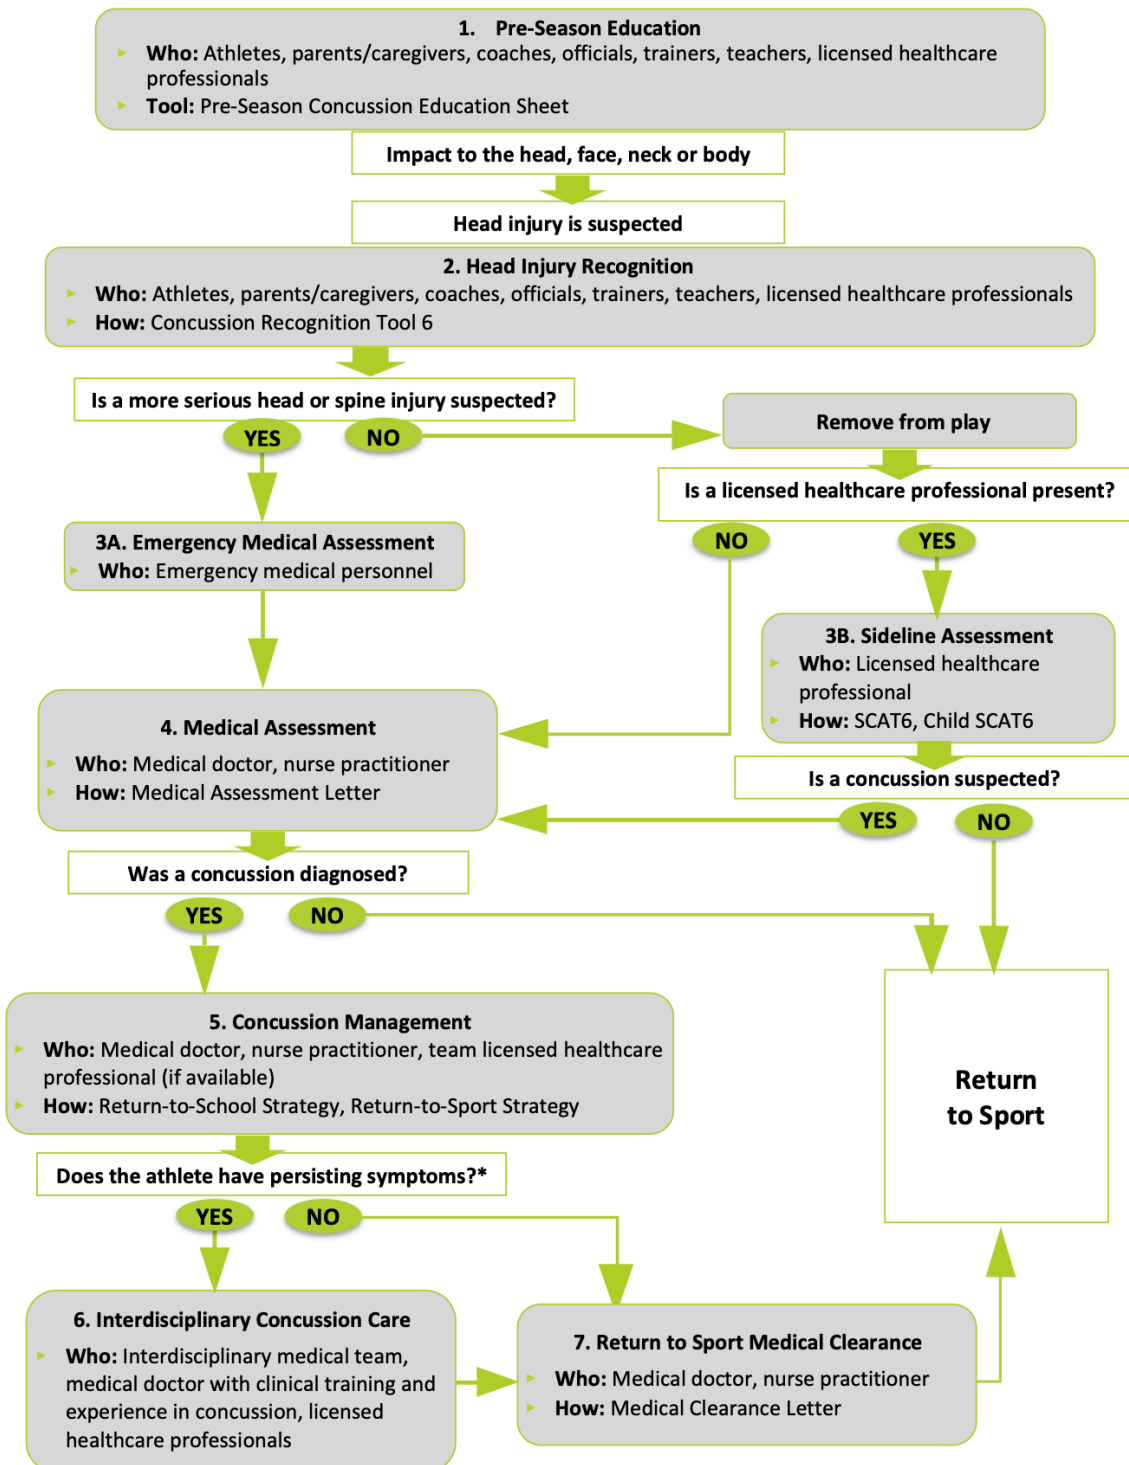 1. Pre-Season Education
Who: Athletes, parents/caregivers, coaches, officials, trainers, teachers, licensed healthcare
professionals
Tool: Pre-Season Concussion Education Sheet
Impact to the head, face, neck or body
Head injury is suspected
2. Head Injury Recognition
Who: Athletes, parents/caregivers, coaches, officials, trainers, teachers, licensed healthcare professionals
How: Concussion Recognition Tool 6
Is a more serious head or spine injury suspected?
YES
NO
Remove from play
Is a licensed healthcare professional present?
NO
YES
3A. Emergency Medical Assessment
Who: Emergency medical personnel
3B. Sideline Assessment
Who: Licensed healthcare
professional
How: SCAT6, Child SCAT6
Is a concussion suspected?
YES
NO
4. Medical Assessment
Who: Medical doctor, nurse practitioner
How: Medical Assessment Letter
Was a concussion diagnosed?
YES
NO
5. Concussion Management
Who: Medical doctor, nurse practitioner, team licensed healthcare
professional (if available)
How: Return-to-School Strategy, Return-to-Sport Strategy
Does the athlete have persisting symptoms?*
YES
NO
6. Interdisciplinary Concussion Care
Who: Interdisciplinary medical team,
medical doctor with clinical training and
experience in concussion, licensed
healthcare professionals
7. Return to Sport Medical Clearance
Who: Medical doctor, nurse practitioner
How: Medical Clearance Letter
Return
to Sport